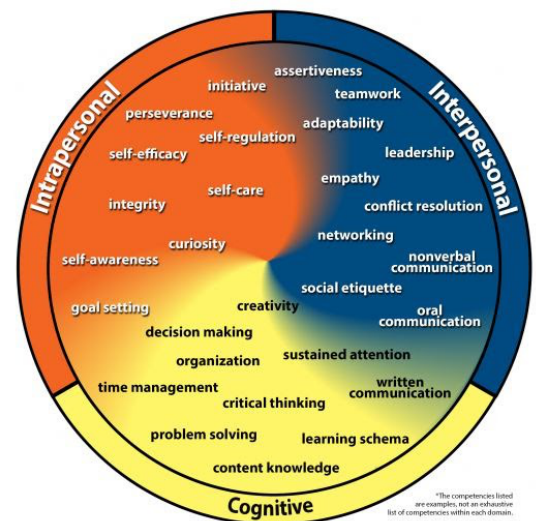 Intrapersonal
Interpersonal
Cognitive
assertiveness
initiative
teamwork
perseverance
adaptability
self-regulation
self-efficacy
leadership
empathy
self-care
integrity
conflict resolution
networking
curiosity
self-awareness
nonverbal
communication
social etiquette
goal setting
creativity
oral
communication
decision making
organization
sustained attention
time management
written
communication
critical thinking
problem solving
learning schema
content knowledge
*The competencies listed
are examples, not an exhaustive
list of competencies within each domain.